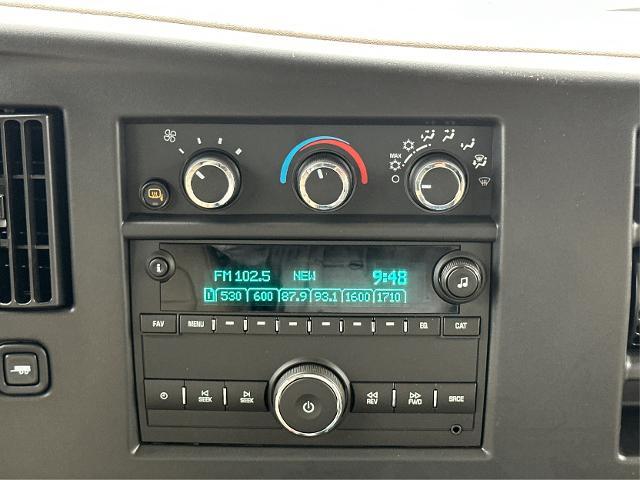 MAX
FM 102.5 NEW 9:48
1 530 600 87.9 93.1 1600 1710
FAV MENU EQ CAT
SEEK SEEK REV FWD SRCE